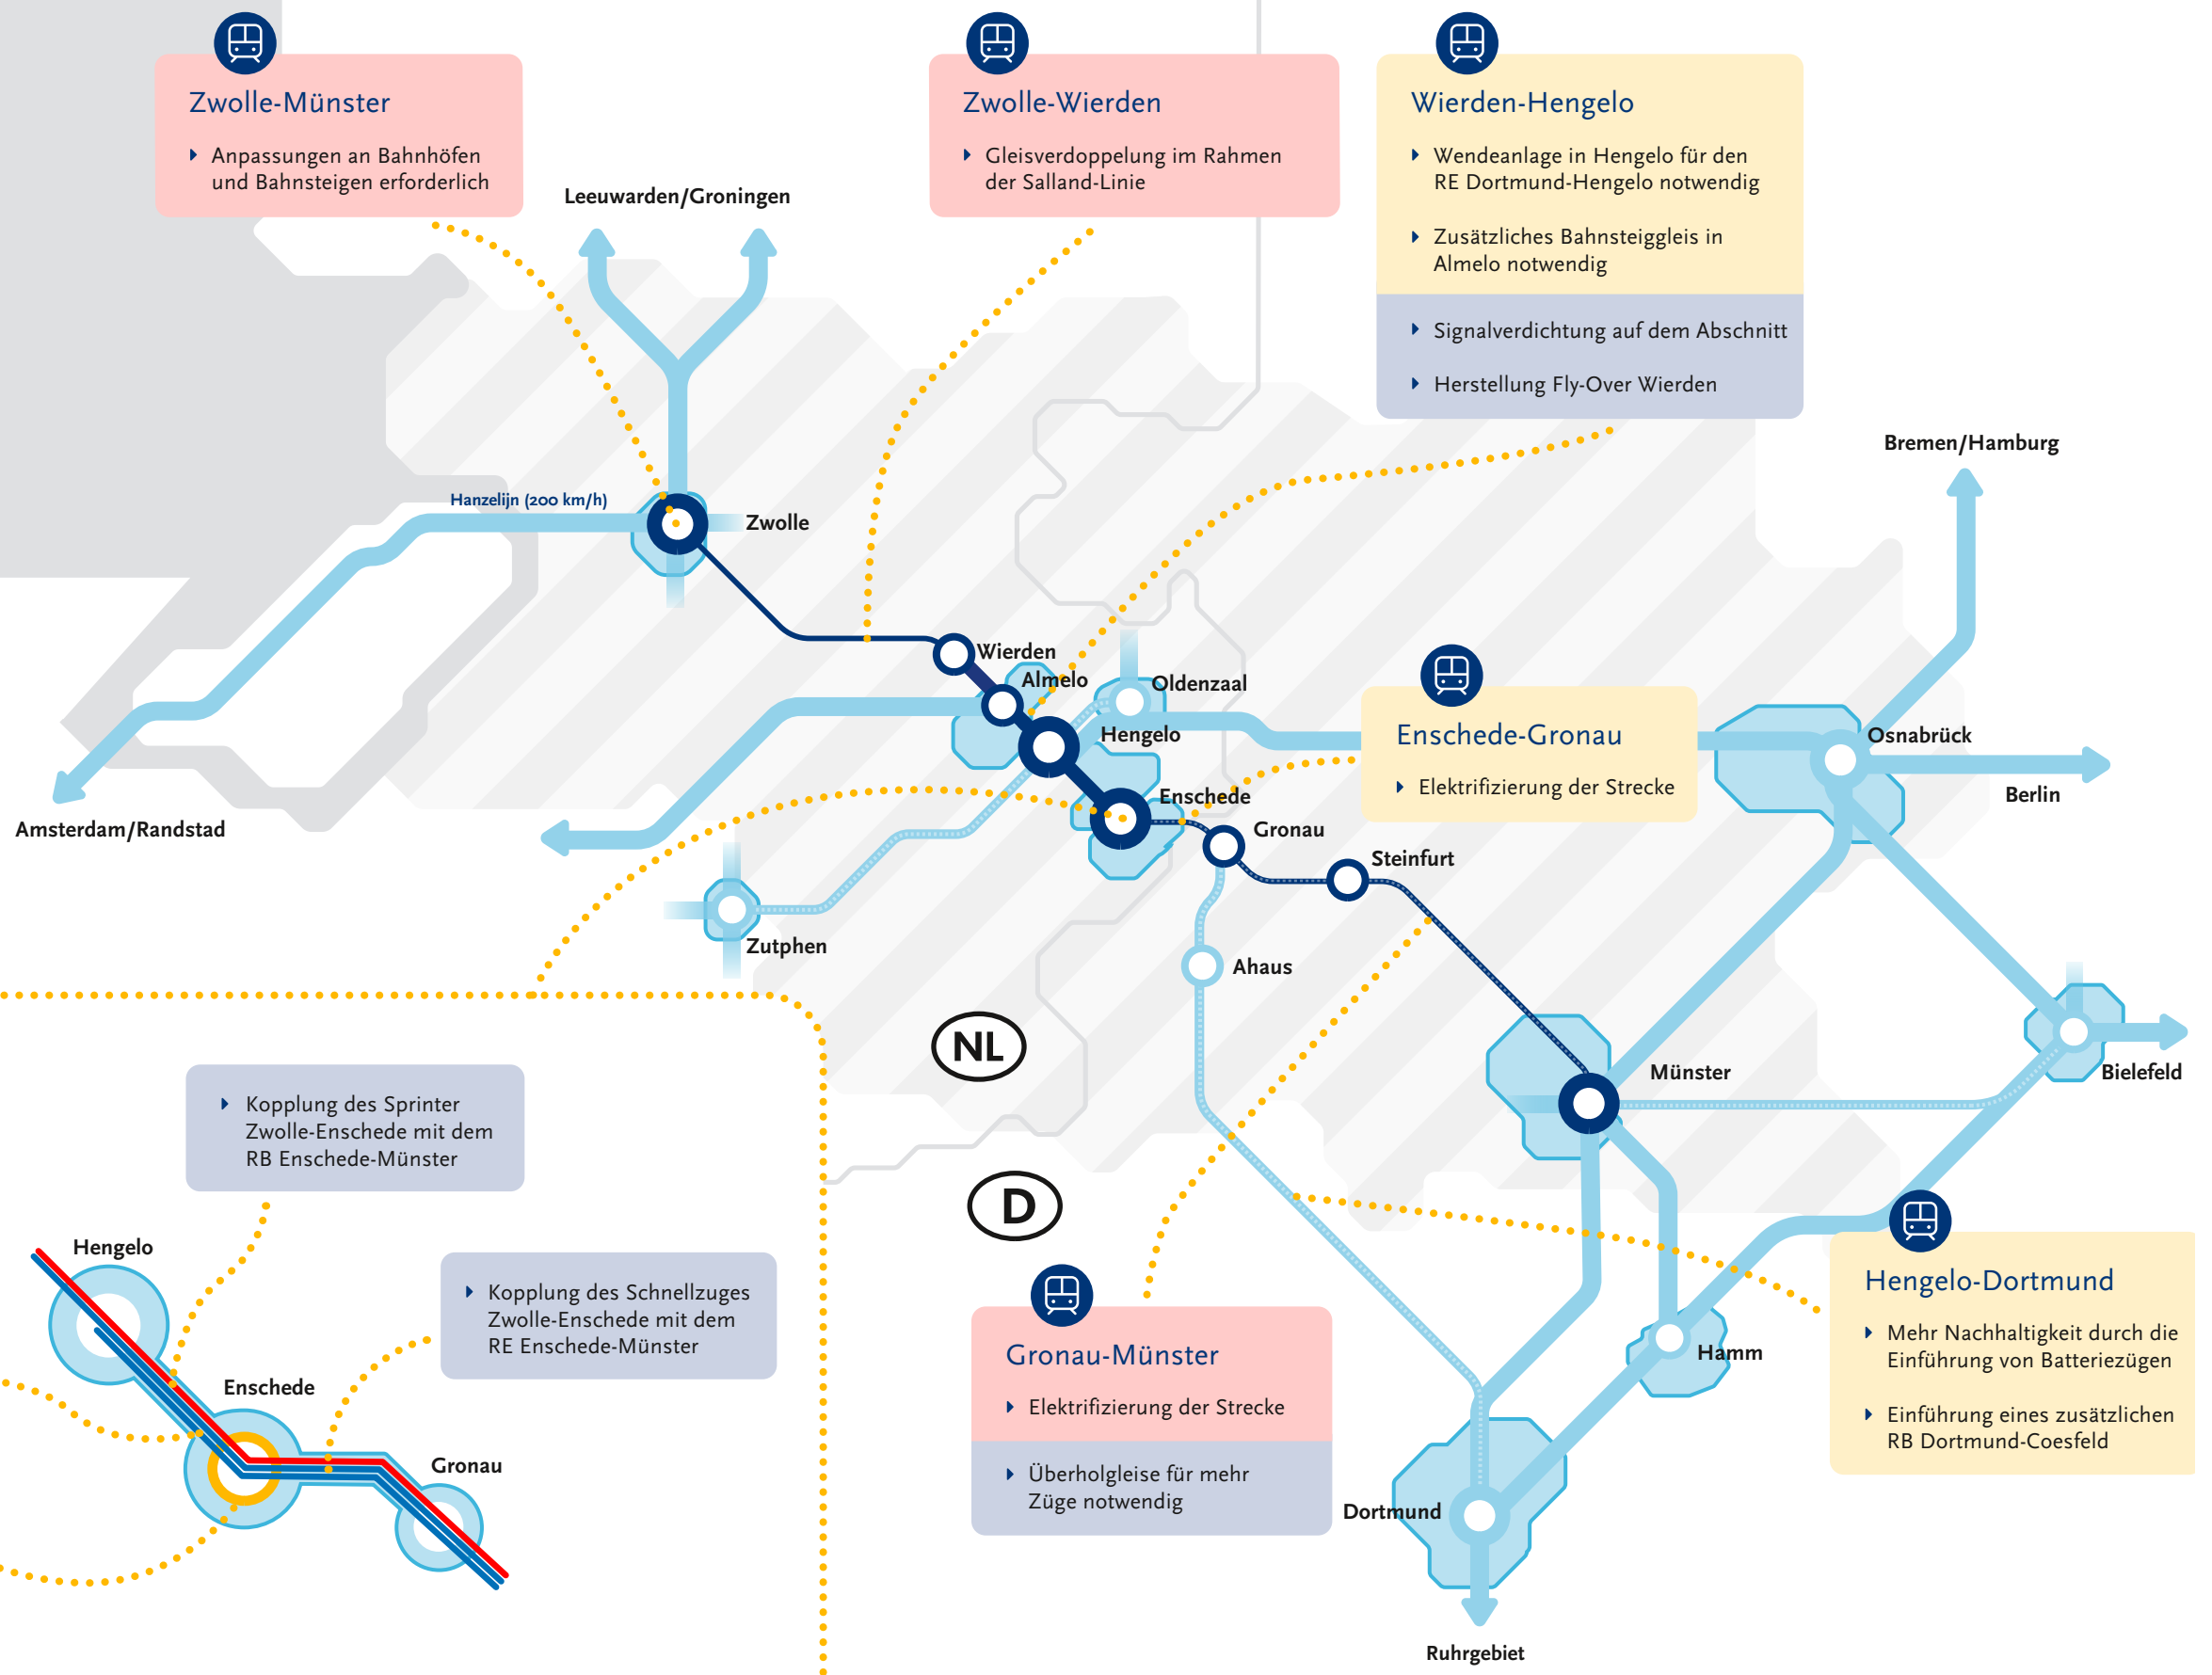 Zwolle-Münster
Anpassungen an Bahnhöfen
und Bahnsteigen erforderlich
Zwolle-Wierden
Gleisverdoppelung im Rahmen
der Salland-Linie
Wierden-Hengelo
Wendeanlage in Hengelo für den
RE Dortmund-Hengelo notwendig
Zusätzliches Bahnsteiggleis in
Almelo notwendig
Signalverdichtung auf dem Abschnitt
Herstellung Fly-Over Wierden
Leeuwarden/Groningen
Bremen/Hamburg
Hanzelijn (200 km/h)
Zwolle
Wierden
Almelo
Oldenzaal
Hengelo
Enschede-Gronau
Elektrifizierung der Strecke
Osnabrück
Berlin
Enschede
Gronau
Steinfurt
Amsterdam/Randstad
Zutphen
Ahaus
NL
D
Münster
Bielefeld
Kopplung des Sprinter
Zwolle-Enschede mit dem
RB Enschede-Münster
Hengelo
Kopplung des Schnellzuges
Zwolle-Enschede mit dem
RE Enschede-Münster
Enschede
Gronau
Gronau-Münster
Elektrifizierung der Strecke
Überholgleise für mehr
Züge notwendig
Hengelo-Dortmund
Mehr Nachhaltigkeit durch die
Einführung von Batteriezügen
Einführung eines zusätzlichen
RB Dortmund-Coesfeld
Hamm
Dortmund
Ruhrgebiet